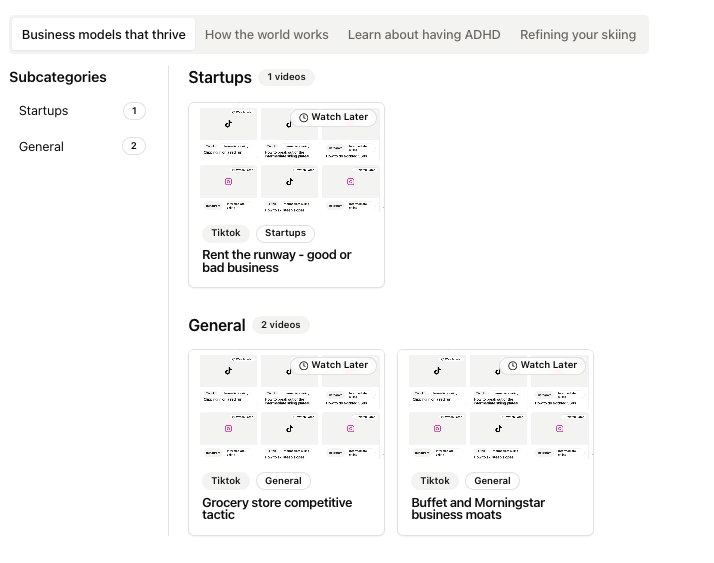 Business models that thrive
How the world works
Learn about having ADHD
Refining your skiing
Subcategories
Startups 1
General 2
Startups 1 videos
Watch Later
Tiktok Startups
Rent the runway - good or
bad business
General 2 videos
Watch Later
Tiktok General
Grocery store competitive
tactic
Watch Later
Tiktok General
Buffet and Morningstar
business moats